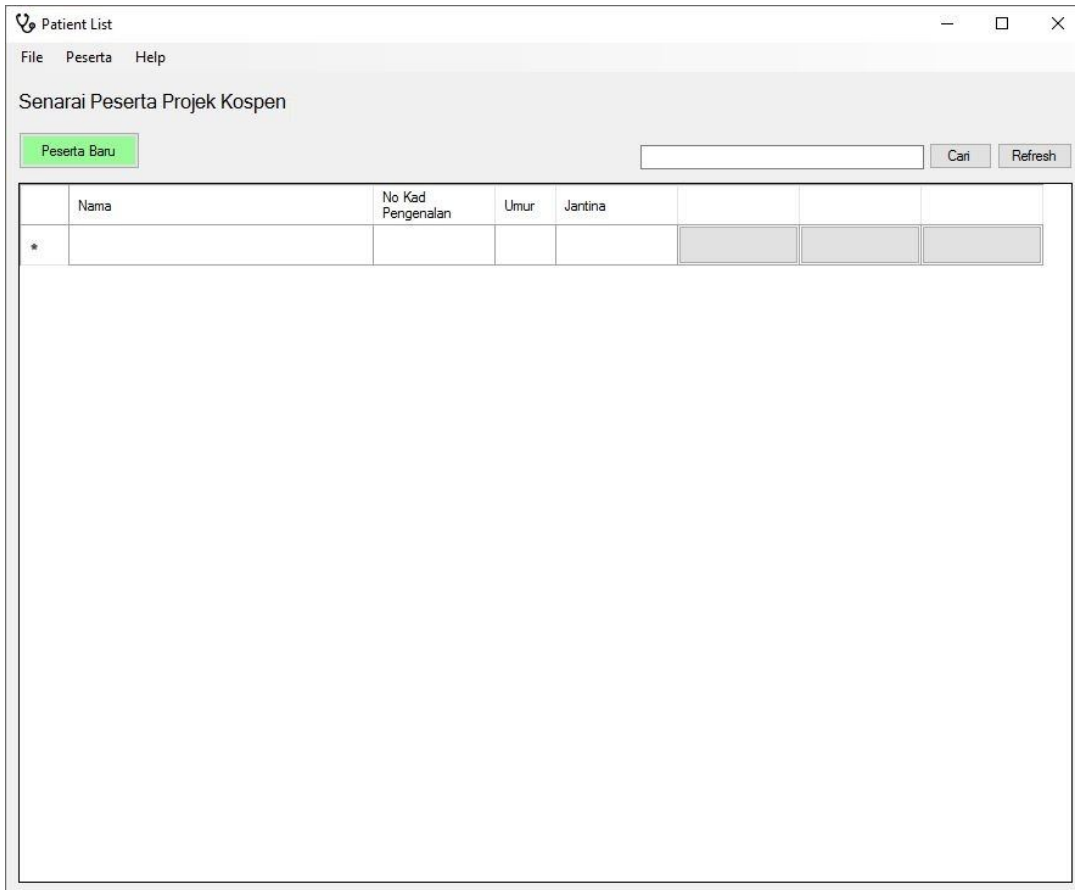 Patient List
File Peserta Help
Senarai Peserta Projek Kospen
Peserta Baru
Cari Refresh
Nama No Kad Pengenalan Umur Jantina
*